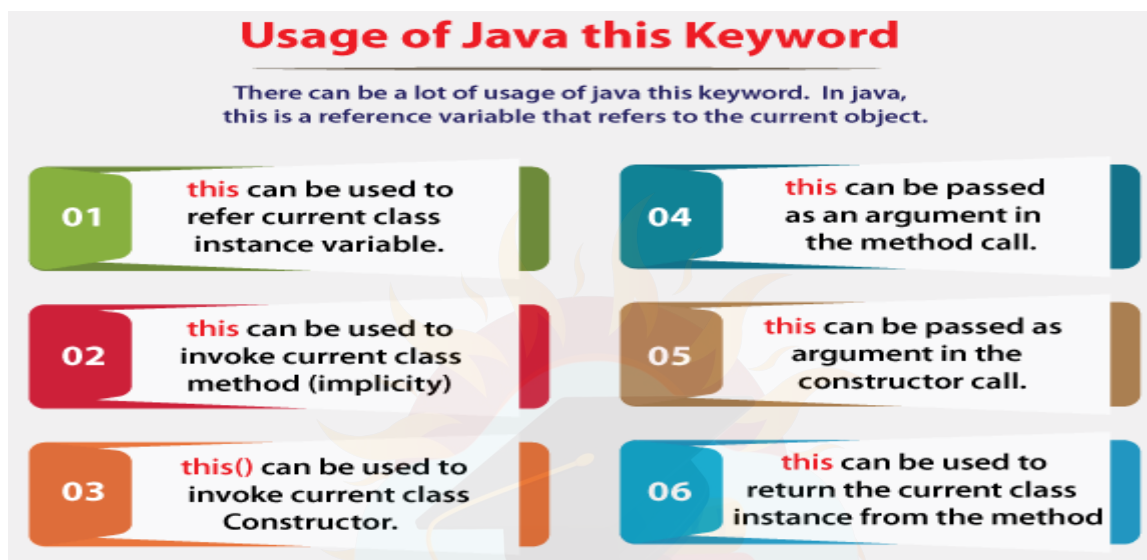 Usage of Java this Keyword
There can be a lot of usage of java this keyword. In java,
this is a reference variable that refers to the current object.
01
this can be used to
refer current class
instance variable.
02
this can be used to
invoke current class
method (implicity)
03
this() can be used to
invoke current class
Constructor.
04
this can be passed
as an argument in
the method call.
05
this can be passed as
argument in the
constructor call.
06
this can be used to
return the current class
instance from the method